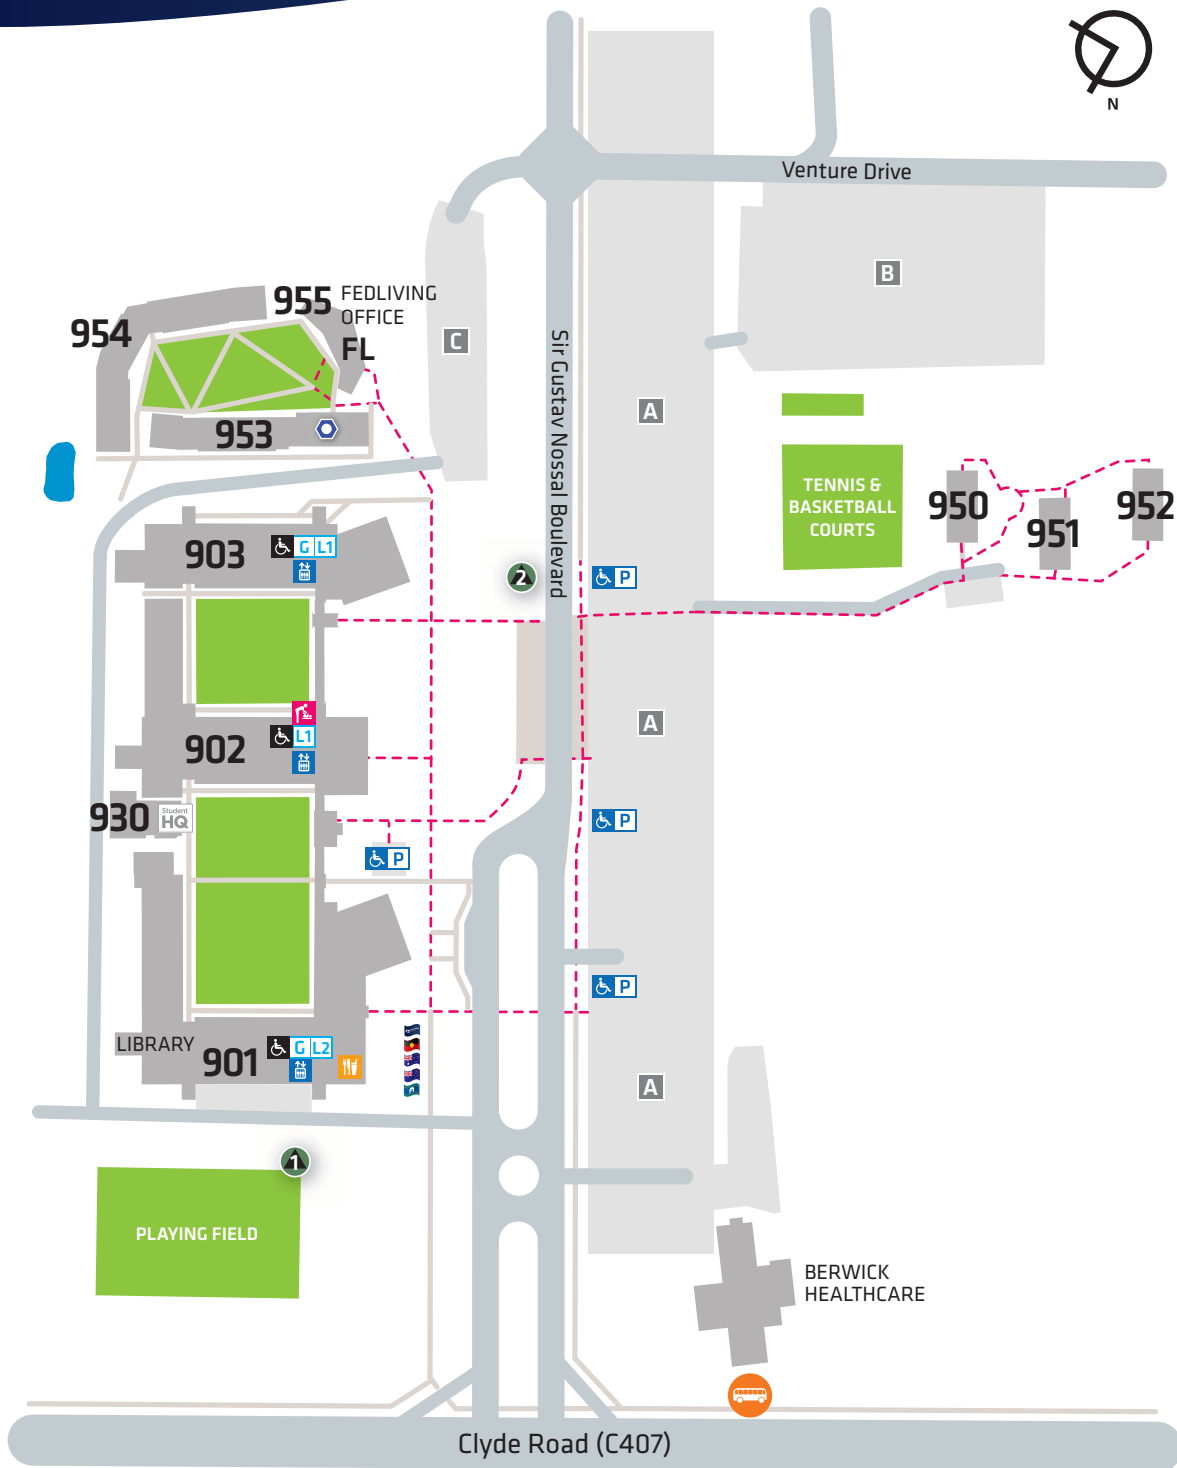 N
Venture Drive
B
955
FEDLIVING
OFFICE
954
FL
C
Sir Gustav Nossal Boulevard
A
953
TENNIS &
BASKETBALL
COURTS
950
951
952
903
G L1
2
P
902
L1
A
930
Student
HQ
P
P
P
LIBRARY
901
G L2
A
1
PLAYING FIELD
BERWICK
HEALTHCARE
Clyde Road (C407)